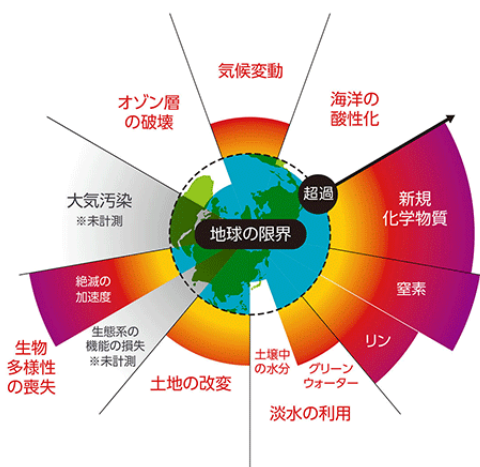 気候変動
オゾン層
の破壊
海洋の
酸性化
大気汚染
※未計測
超過
新規
化学物質
地球の限界
絶滅の
加速度
窒素
生物
多様性
の喪失
生態系の
機能の損失
※未計測
土地の改変
土壌中
の水分
グリーン
ウォーター
リン
淡水の利用